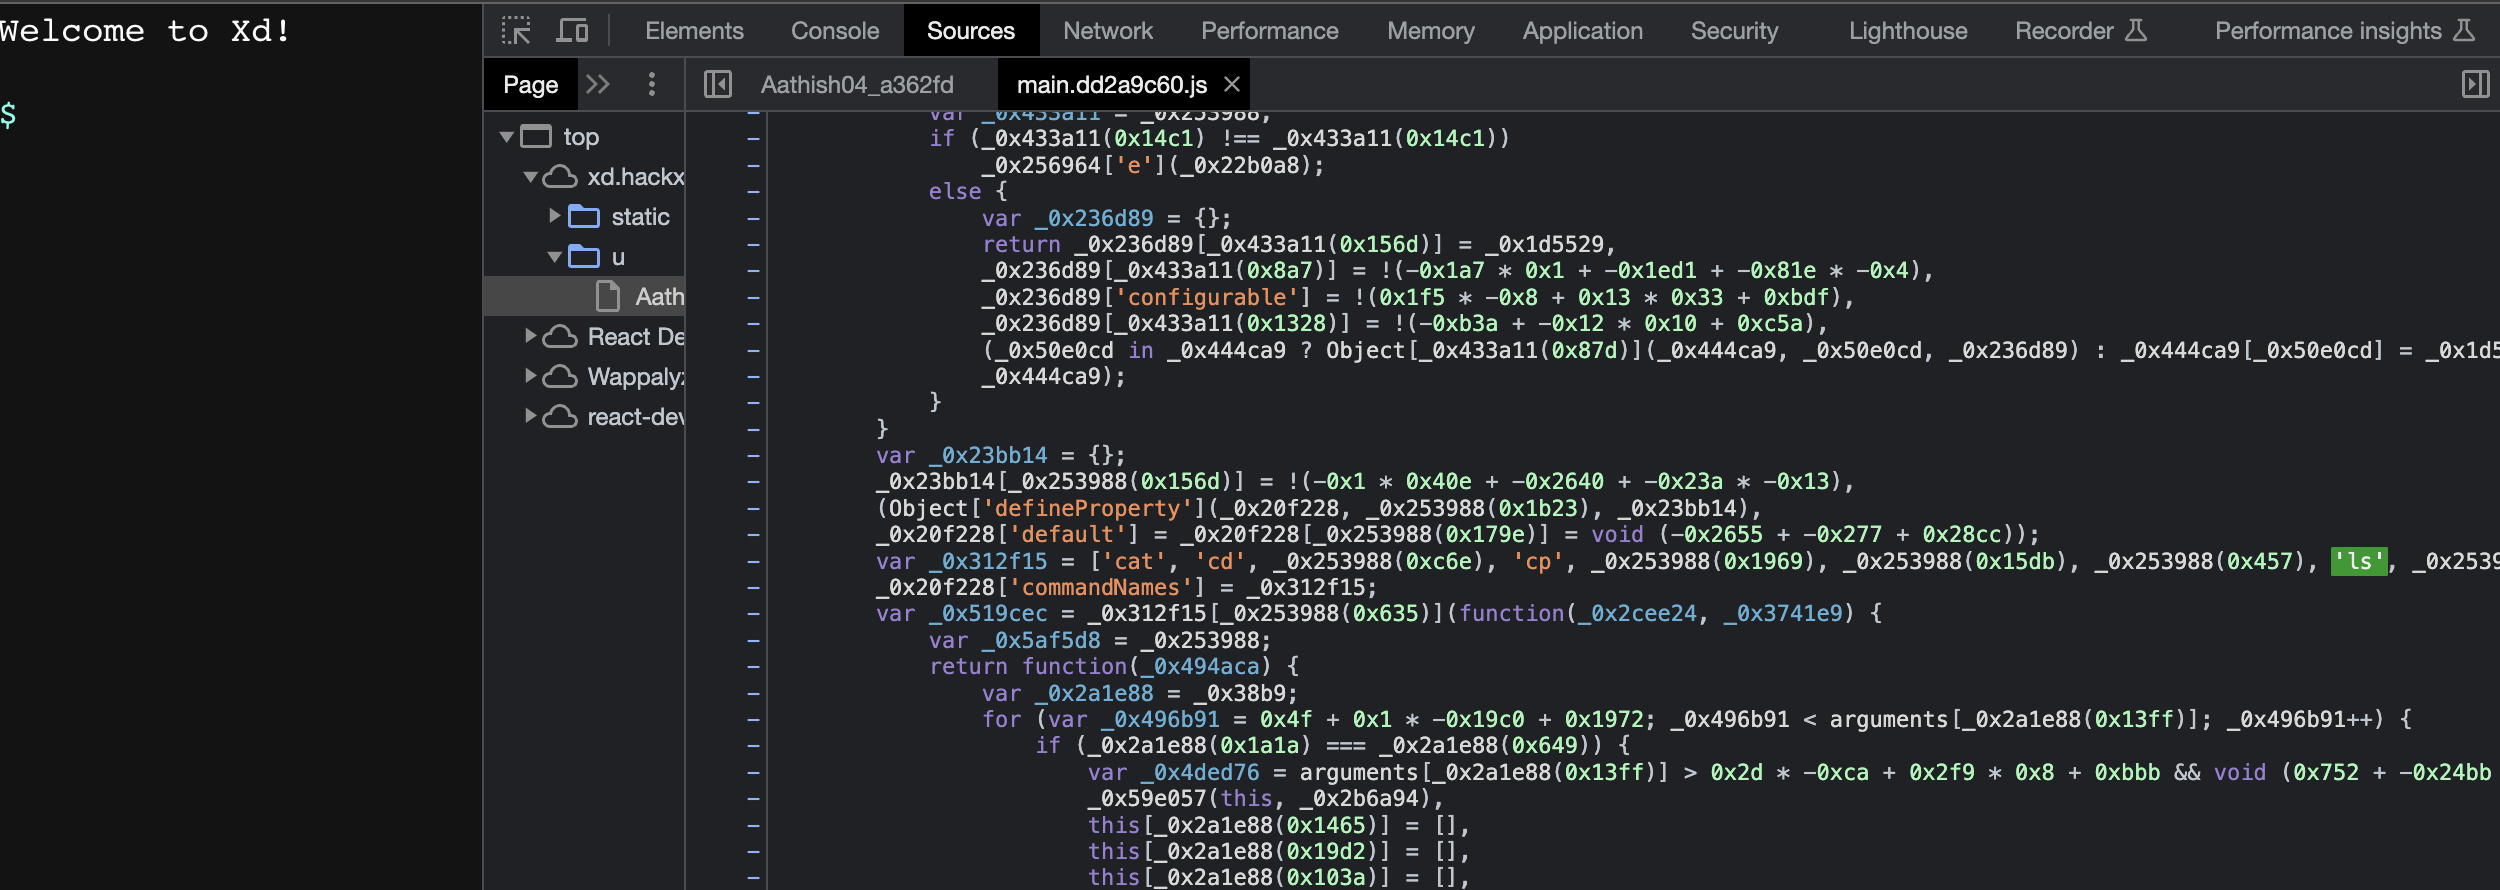 Welcome to Xd!
$
Elements Console Sources Network Performance Memory Application Security Lighthouse Recorder Performance insights
Page
Aathish04_a362fd main.dd2a9c60.js
top
xd.hackx
static
u
Aath
React De
Wappalyz
react-dev
var _0x433a11 = _0x253988;
if (_0x433a11(0x14c1) !== _0x433a11(0x14c1))
_0x256964['e'](_0x22b0a8);
else {
var _0x236d89 = {};
return _0x236d89[_0x433a11(0x156d)] = _0x1d5529,
_0x236d89[_0x433a11(0x8a7)] = !(-0x1a7 * 0x1 + -0x1ed1 + -0x81e * -0x4),
_0x236d89['configurable'] = !(0x1f5 * -0x8 + 0x13 * 0x33 + 0xbdf),
_0x236d89[_0x433a11(0x1328)] = !(-0xb3a + -0x12 * 0x10 + 0xc5a),
(_0x50e0cd in _0x444ca9 ? Object[_0x433a11(0x87d)](_0x444ca9, _0x50e0cd, _0x236d89) : _0x444ca9[_0x50e0cd] = _0x1d5
_0x444ca9);
}
}
var _0x23bb14 = {};
_0x23bb14[_0x253988(0x156d)] = !(-0x1 * 0x40e + -0x2640 + -0x23a * -0x13),
(Object['defineProperty'](_0x20f228, _0x253988(0x1b23), _0x23bb14),
_0x20f228['default'] = _0x20f228[_0x253988(0x179e)] = void (-0x2655 + -0x277 + 0x28cc));
var _0x312f15 = ['cat', 'cd', _0x253988(0xc6e), 'cp', _0x253988(0x1969), _0x253988(0x15db), _0x253988(0x457), 'ls', _0x2539
_0x20f228['commandNames'] = _0x312f15;
var _0x519cec = _0x312f15[_0x253988(0x635)](function(_0x2cee24, _0x3741e9) {
var _0x5af5d8 = _0x253988;
return function(_0x494aca) {
var _0x2a1e88 = _0x38b9;
for (var _0x496b91 = 0x4f + 0x1 * -0x19c0 + 0x1972; _0x496b91 < arguments[_0x2a1e88(0x13ff)]; _0x496b91++) {
if (_0x2a1e88(0x1a1a) === _0x2a1e88(0x649)) {
var _0x4ded76 = arguments[_0x2a1e88(0x13ff)] > 0x2d * -0xca + 0x2f9 * 0x8 + 0xbbb && void (0x752 + -0x24bb
_0x59e057(this, _0x2b6a94),
this[_0x2a1e88(0x1465)] = [],
this[_0x2a1e88(0x19d2)] = [],
this[_0x2a1e88(0x103a)] = [],